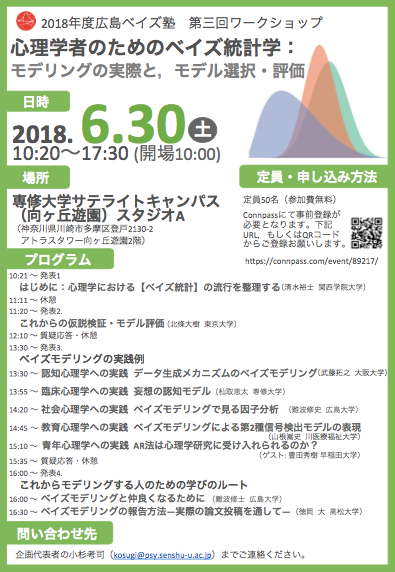 2018年度広島ベイズ塾　第三回ワークショップ
心理学者のためのベイズ統計学：
モデリングの実際と，モデル選択・評価
日時
2018. 6.30 土
10:20〜17:30 (開場10:00)
場所
専修大学サテライトキャンパス
（向ヶ丘遊園）スタジオA
（神奈川県川崎市多摩区登戸2130-2
アトラスタワー向ヶ丘遊園2階）
定員・申し込み方法
定員50名（参加費無料）
Connpassにて事前登録が
必要となります。下記
URL，もしくはQRコード
からご登録お願いします。
https://connpass.com/event/89217/
プログラム
10:21 〜 発表1
はじめに：心理学における【ベイズ統計】の流行を整理する（清水裕士 関西学院大学）
11:11 〜 休憩
11:20 〜 発表2.
これからの仮説検証・モデル評価（北條大樹 東京大学）
12:10 〜 質疑応答・休憩
13:30 〜 発表3.
ベイズモデリングの実践例
13:30 〜 認知心理学への実践 データ生成メカニズムのベイズモデリング（武藤拓之 大阪大学）
13:55 〜 臨床心理学への実践 妄想の認知モデル（杣取恵太 専修大学）
14:20 〜 社会心理学への実践 ベイズモデリングで見る因子分析 （難波修史 広島大学）
14:45 〜 教育心理学への実践 ベイズモデリングによる第2種信号検出モデルの表現
（山根嵩史 川医療福祉大学）
15:10 〜 青年心理学への実践 AR法は心理学研究に受け入れられるのか？
（ゲスト: 豊田秀樹 早稲田大学）
15:35 〜 質疑応答・休憩
16:00 〜 発表4.
これからモデリングする人のための学びのルート
16:00 〜 ベイズモデリングと仲良くなるために （難波修士 広島大学）
16:30 〜 ベイズモデリングの報告方法―実際の論文投稿を通して―（徳岡 大 高松大学）
問い合わせ先
企画代表者の小杉考司（kosugi@psy.senshu-u.ac.jp）までご連絡ください。